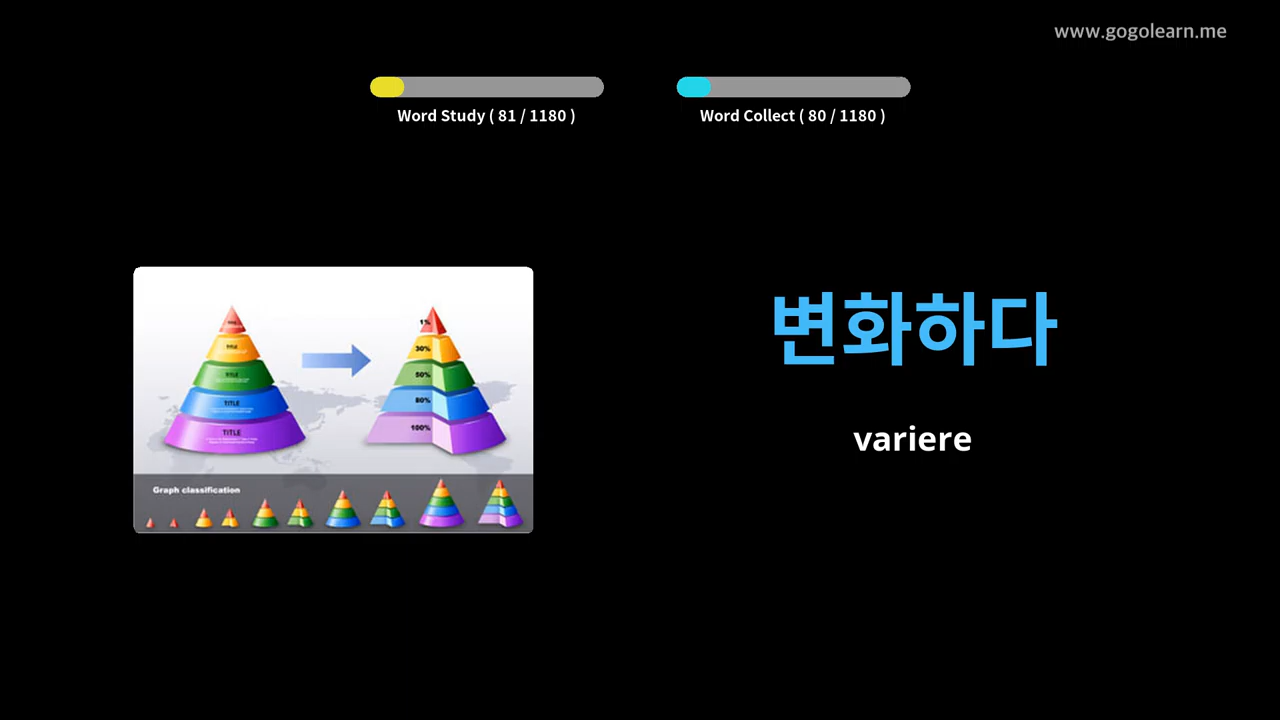 www.gogolearn.me
Word Study ( 81 / 1180 )
Word Collect ( 80 / 1180 )
TITLE
TITLE
TITLE
TITLE
1%
30%
50%
80%
100%
Graph classification
변화하다
variere